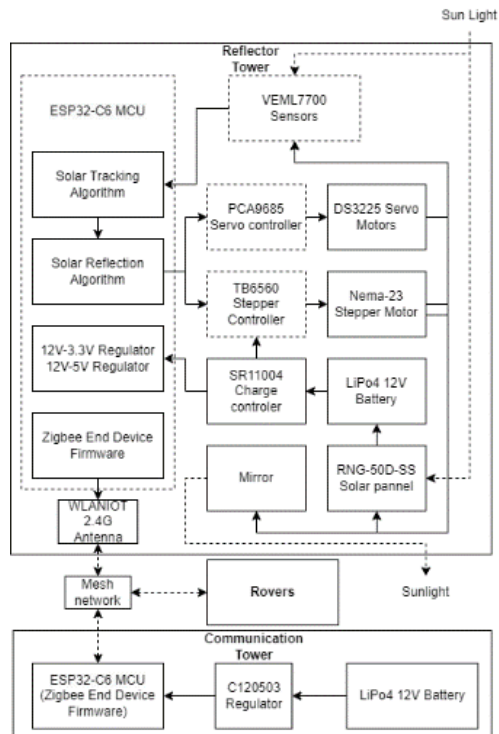 Sun Light
Reflector
Tower
ESP32-C6 MCU
VEML7700
Sensors
Solar Tracking
Algorithm
PCA9685
Servo controller
DS3225 Servo
Motors
Solar Reflection
Algorithm
TB6560
Stepper
Controller
Nema-23
Stepper Motor
12V-3.3V Regulator
12V-5V Regulator
SR11004
Charge
controler
LiPo4 12V
Battery
Zigbee End Device
Firmware
Mirror
RNG-50D-SS
Solar pannel
WLANIOT
2.4G
Antenna
Mesh
network
Rovers
Sunlight
Communication
Tower
ESP32-C6 MCU
(Zigbee End Device
Firmware)
C120503
Regulator
LiPo4 12V Battery